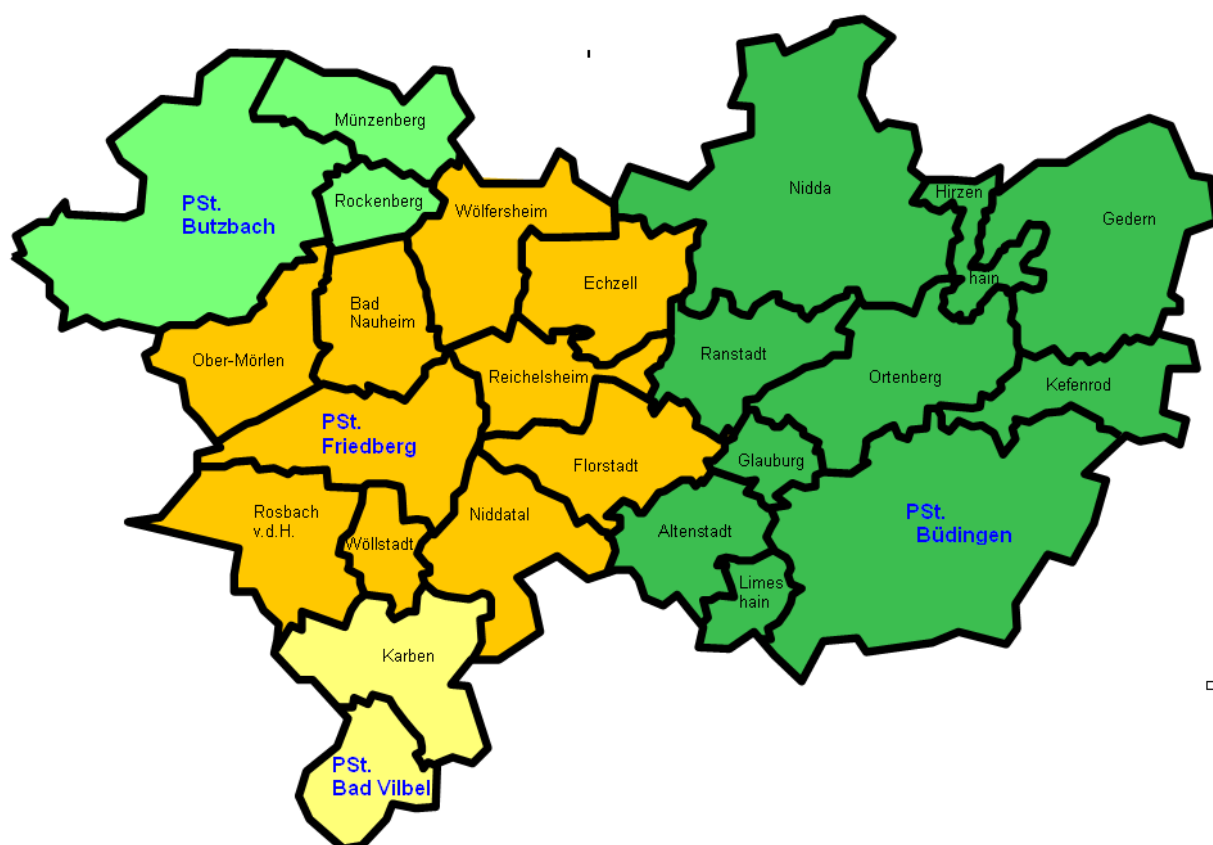 Münzenberg
Nidda
Hirzen
hain
Gedern
PSt.
Butzbach
Rockenberg
Wölfersheim
Echzell
Bad
Nauheim
Ober-Mörlen
Reichelsheim
Ranstadt
Ortenberg
Kefenrod
PSt.
Friedberg
Florstadt
Glauburg
Rosbach
v.d.H.
Wöllstadt
Niddatal
Altenstadt
PSt.
Büdingen
Limes
hain
Karben
PSt.
Bad Vilbel